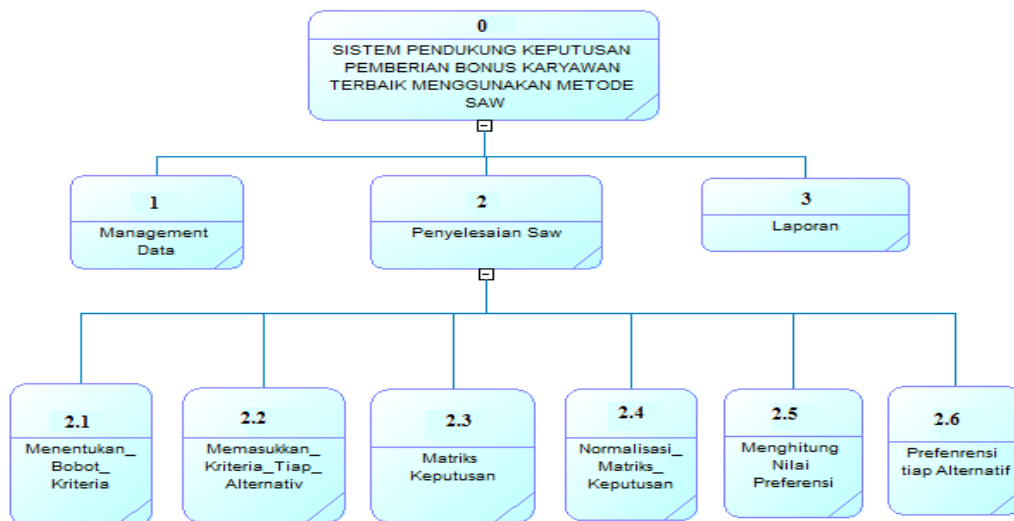 0
SISTEM PENDUKUNG KEPUTUSAN
PEMBERIAN BONUS KARYAWAN
TERBAIK MENGGUNAKAN METODE
SAW
1
Management
Data
2
Penyelesaian Saw
3
Laporan
2.1
Menentukan_
Bobot_
Kriteria
2.2
Memasukkan_
Kriteria_Tiap_
Alternativ
2.3
Matriks
Keputusan
2.4
Normalisasi_
Matriks_
Keputusan
2.5
Menghitung
Nilai
Preferensi
2.6
Prefenrensi
tiap Alternatif